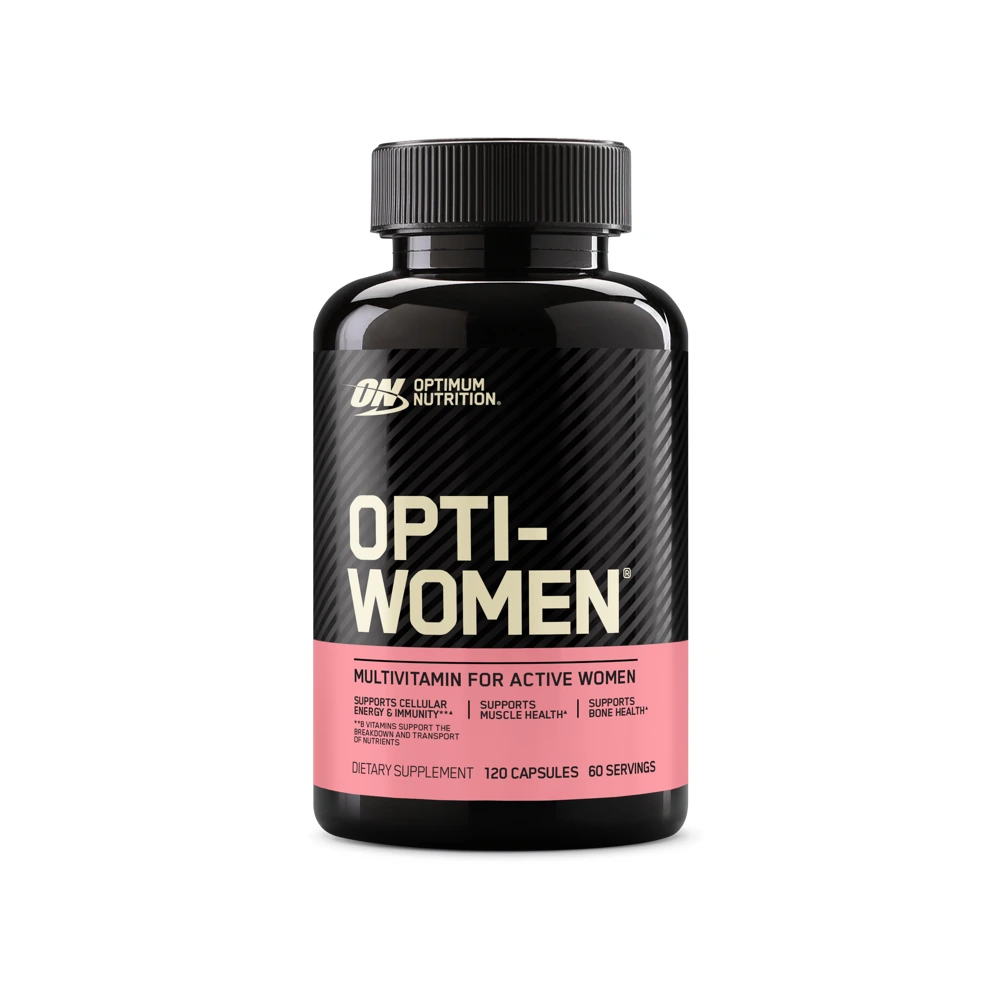 ON OPTIMUM
NUTRITION.
OPTI-
WOMEN®
MULTIVITAMIN FOR ACTIVE WOMEN
SUPPORTS CELLULAR
ENERGY & IMMUNITY**▲
**B VITAMINS SUPPORT THE
BREAKDOWN AND TRANSPORT
OF NUTRIENTS
SUPPORTS
MUSCLE HEALTH▲
SUPPORTS
BONE HEALTH▲
DIETARY SUPPLEMENT 120 CAPSULES 60 SERVINGS